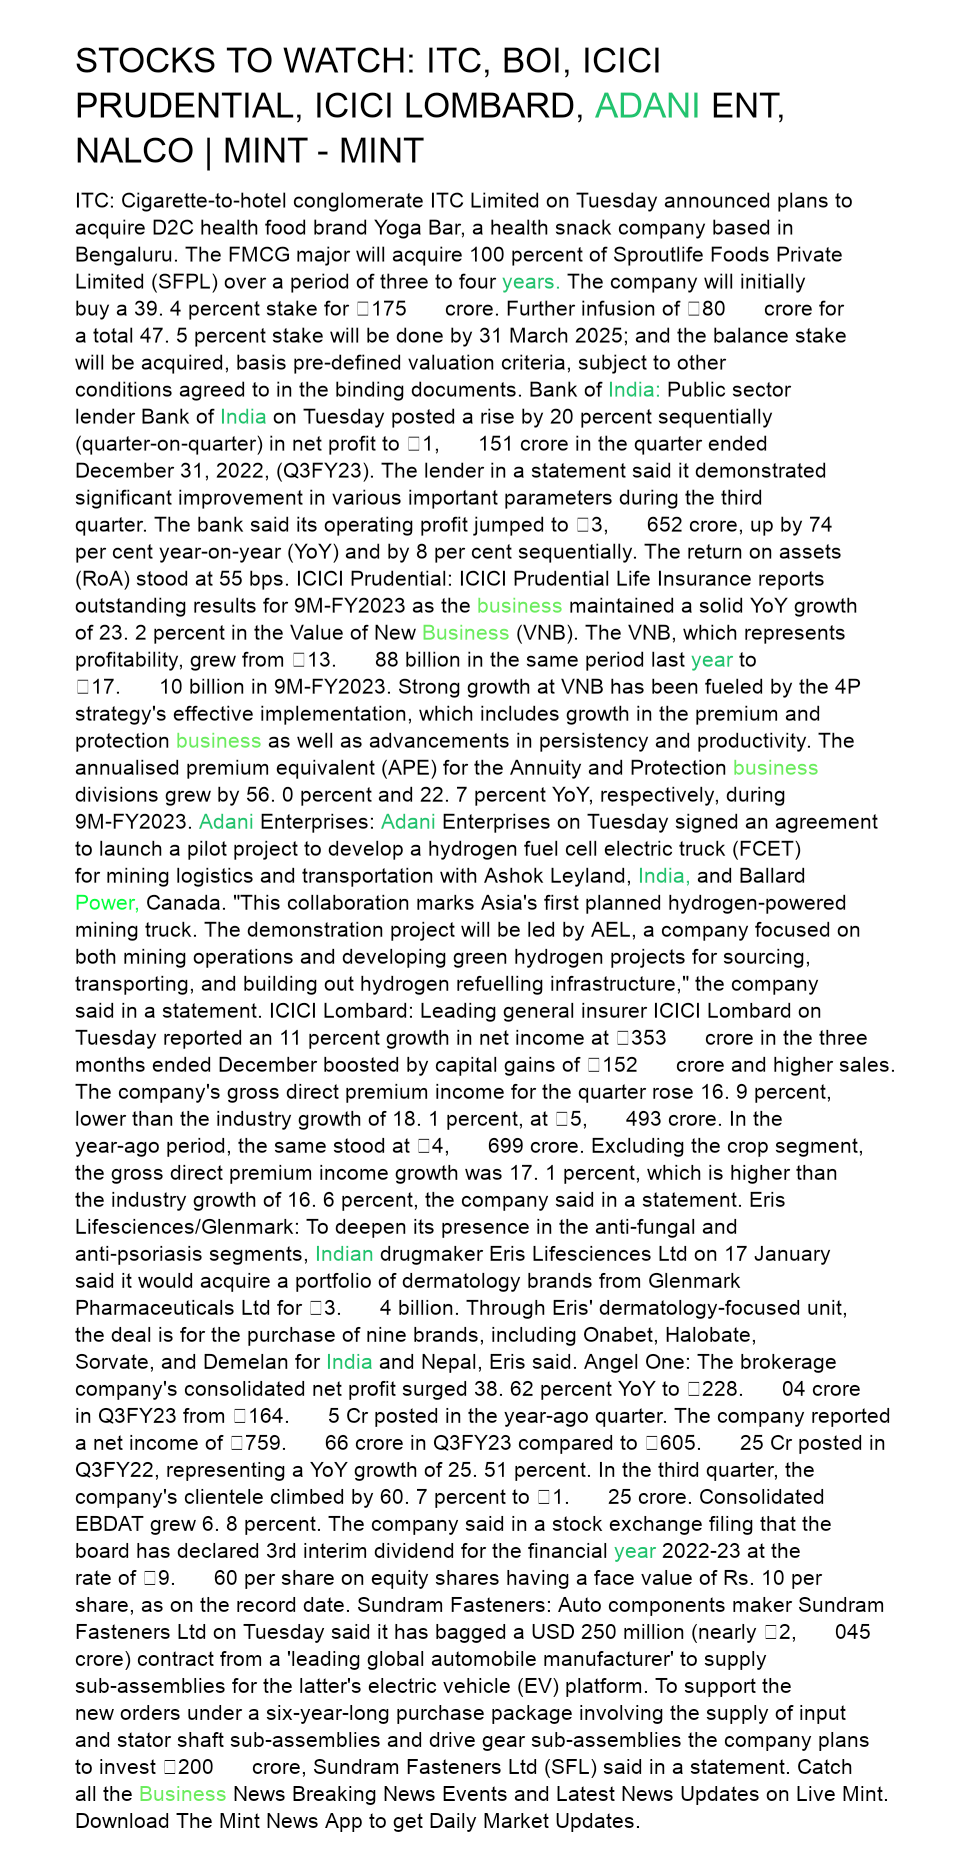 STOCKS TO WATCH: ITC, BOI, ICICI
PRUDENTIAL, ICICI LOMBARD, ADANI ENT,
NALCO | MINT - MINT
ITC: Cigarette-to-hotel conglomerate ITC Limited on Tuesday announced plans to
acquire D2C health food brand Yoga Bar, a health snack company based in
Bengaluru. The FMCG major will acquire 100 percent of Sproutlife Foods Private
Limited (SFPL) over a period of three to four years. The company will initially
buy a 39. 4 percent stake for □175 crore. Further infusion of □80 crore for
a total 47. 5 percent stake will be done by 31 March 2025; and the balance stake
will be acquired, basis pre-defined valuation criteria, subject to other
conditions agreed to in the binding documents. Bank of India: Public sector
lender Bank of India on Tuesday posted a rise by 20 percent sequentially
(quarter-on-quarter) in net profit to □1, 151 crore in the quarter ended
December 31, 2022, (Q3FY23). The lender in a statement said it demonstrated
significant improvement in various important parameters during the third
quarter. The bank said its operating profit jumped to □3, 652 crore, up by 74
per cent year-on-year (YoY) and by 8 per cent sequentially. The return on assets
(RoA) stood at 55 bps. ICICI Prudential: ICICI Prudential Life Insurance reports
outstanding results for 9M-FY2023 as the business maintained a solid YoY growth
of 23. 2 percent in the Value of New Business (VNB). The VNB, which represents
profitability, grew from □13. 88 billion in the same period last year to
□17. 10 billion in 9M-FY2023. Strong growth at VNB has been fueled by the 4P
strategy's effective implementation, which includes growth in the premium and
protection business as well as advancements in persistency and productivity. The
annualised premium equivalent (APE) for the Annuity and Protection business
divisions grew by 56. 0 percent and 22. 7 percent YoY, respectively, during
9M-FY2023. Adani Enterprises: Adani Enterprises on Tuesday signed an agreement
to launch a pilot project to develop a hydrogen fuel cell electric truck (FCET)
for mining logistics and transportation with Ashok Leyland, India, and Ballard
Power, Canada. "This collaboration marks Asia's first planned hydrogen-powered
mining truck. The demonstration project will be led by AEL, a company focused on
both mining operations and developing green hydrogen projects for sourcing,
transporting, and building out hydrogen refuelling infrastructure," the company
said in a statement. ICICI Lombard: Leading general insurer ICICI Lombard on
Tuesday reported an 11 percent growth in net income at □353 crore in the three
months ended December boosted by capital gains of □152 crore and higher sales.
The company's gross direct premium income for the quarter rose 16. 9 percent,
lower than the industry growth of 18. 1 percent, at □5, 493 crore. In the
year-ago period, the same stood at □4, 699 crore. Excluding the crop segment,
the gross direct premium income growth was 17. 1 percent, which is higher than
the industry growth of 16. 6 percent, the company said in a statement. Eris
Lifesciences/Glenmark: To deepen its presence in the anti-fungal and
anti-psoriasis segments, Indian drugmaker Eris Lifesciences Ltd on 17 January
said it would acquire a portfolio of dermatology brands from Glenmark
Pharmaceuticals Ltd for □3. 4 billion. Through Eris' dermatology-focused unit,
the deal is for the purchase of nine brands, including Onabet, Halobate,
Sorvate, and Demelan for India and Nepal, Eris said. Angel One: The brokerage
company's consolidated net profit surged 38. 62 percent YoY to □228. 04 crore
in Q3FY23 from □164. 5 Cr posted in the year-ago quarter. The company reported
a net income of □759. 66 crore in Q3FY23 compared to □605. 25 Cr posted in
Q3FY22, representing a YoY growth of 25. 51 percent. In the third quarter, the
company's clientele climbed by 60. 7 percent to □1. 25 crore. Consolidated
EBDAT grew 6. 8 percent. The company said in a stock exchange filing that the
board has declared 3rd interim dividend for the financial year 2022-23 at the
rate of □9. 60 per share on equity shares having a face value of Rs. 10 per
share, as on the record date. Sundram Fasteners: Auto components maker Sundram
Fasteners Ltd on Tuesday said it has bagged a USD 250 million (nearly □2, 045
crore) contract from a 'leading global automobile manufacturer' to supply
sub-assemblies for the latter's electric vehicle (EV) platform. To support the
new orders under a six-year-long purchase package involving the supply of input
and stator shaft sub-assemblies and drive gear sub-assemblies the company plans
to invest □200 crore, Sundram Fasteners Ltd (SFL) said in a statement. Catch
all the Business News Breaking News Events and Latest News Updates on Live Mint.
Download The Mint News App to get Daily Market Updates.